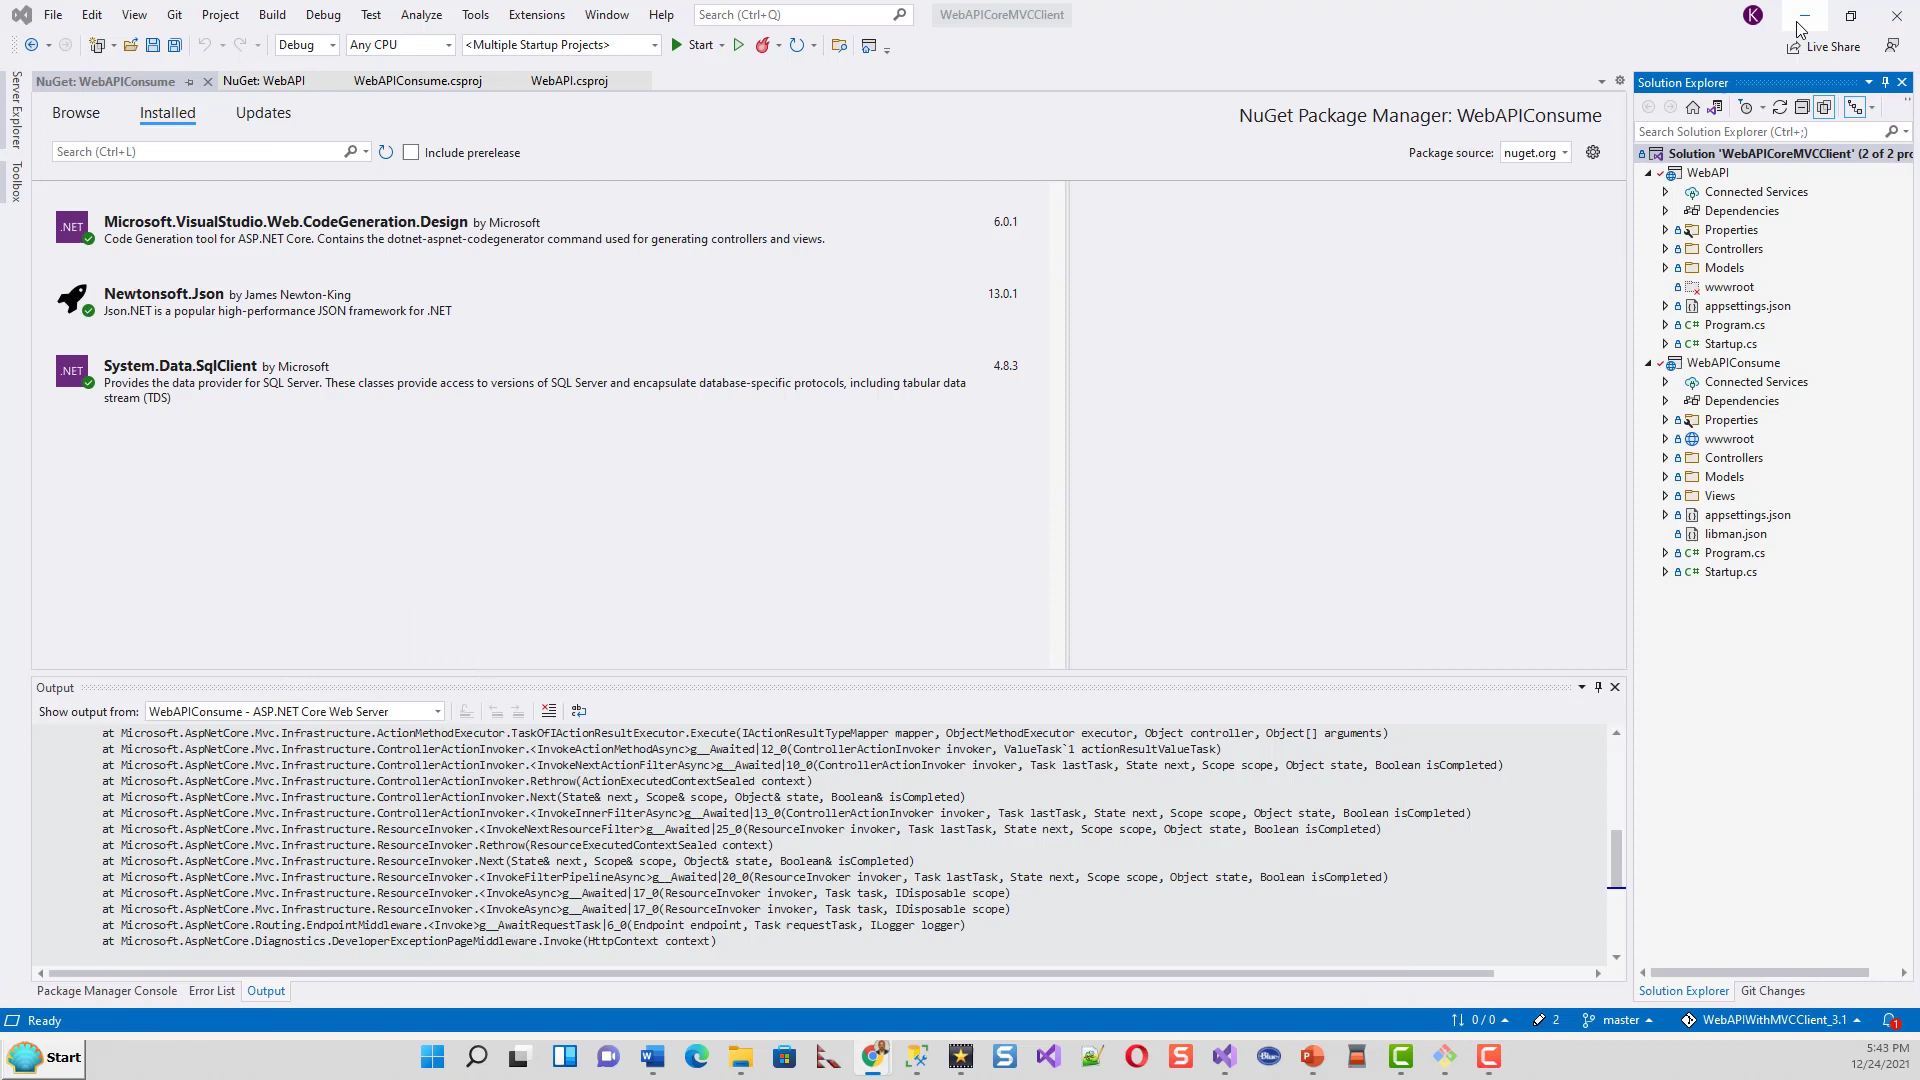 File Edit View Git Project Build Debug Test Analyze Tools Extensions Window Help Search (Ctrl+Q) WebAPICoreMVCClient K
Debug Any CPU <Multiple Startup Projects> Start Live Share
Server Explorer
Toolbox
NuGet: WebAPIConsume NuGet: WebAPI WebAPIConsume.csproj WebAPI.csproj
Browse Installed Updates
NuGet Package Manager: WebAPIConsume
Search (Ctrl+L) Include prerelease
Package source: nuget.org
.NET Microsoft.VisualStudio.Web.CodeGeneration.Design by Microsoft 6.0.1
Code Generation tool for ASP.NET Core. Contains the dotnet-aspnet-codegenerator command used for generating controllers and views.
Newtonsoft.Json by James Newton-King 13.0.1
Json.NET is a popular high-performance JSON framework for .NET
.NET System.Data.SqlClient by Microsoft 4.8.3
Provides the data provider for SQL Server. These classes provide access to versions of SQL Server and encapsulate database-specific protocols, including tabular data
stream (TDS)
Solution Explorer
Search Solution Explorer (Ctrl+;)
Solution 'WebAPICoreMVCClient' (2 of 2 pro
WebAPI
Connected Services
Dependencies
Properties
Controllers
Models
wwwroot
appsettings.json
C# Program.cs
C# Startup.cs
WebAPIConsume
Connected Services
Dependencies
Properties
wwwroot
Controllers
Models
Views
appsettings.json
libman.json
C# Program.cs
C# Startup.cs
Output
Show output from: WebAPIConsume - ASP.NET Core Web Server
at Microsoft.AspNetCore.Mvc.Infrastructure.ActionMethodExecutor.TaskOfIActionResultExecutor.Execute(IActionResultTypeMapper mapper, ObjectMethodExecutor executor, Object controller, Object[] arguments)
at Microsoft.AspNetCore.Mvc.Infrastructure.ControllerActionInvoker.<InvokeActionMethodAsync>g__Awaited|12_0(ControllerActionInvoker invoker, ValueTask`1 actionResultValueTask)
at Microsoft.AspNetCore.Mvc.Infrastructure.ControllerActionInvoker.<InvokeNextActionFilterAsync>g__Awaited|10_0(ControllerActionInvoker invoker, Task lastTask, State next, Scope scope, Object state, Boolean isCompleted)
at Microsoft.AspNetCore.Mvc.Infrastructure.ControllerActionInvoker.Rethrow(ActionExecutedContextSealed context)
at Microsoft.AspNetCore.Mvc.Infrastructure.ControllerActionInvoker.Next(State& next, Scope& scope, Object& state, Boolean& isCompleted)
at Microsoft.AspNetCore.Mvc.Infrastructure.ControllerActionInvoker.<InvokeInnerFilterAsync>g__Awaited|13_0(ControllerActionInvoker invoker, Task lastTask, State next, Scope scope, Object state, Boolean isCompleted)
at Microsoft.AspNetCore.Mvc.Infrastructure.ResourceInvoker.<InvokeNextResourceFilter>g__Awaited|25_0(ResourceInvoker invoker, Task lastTask, State next, Scope scope, Object state, Boolean isCompleted)
at Microsoft.AspNetCore.Mvc.Infrastructure.ResourceInvoker.Rethrow(ResourceExecutedContextSealed context)
at Microsoft.AspNetCore.Mvc.Infrastructure.ResourceInvoker.Next(State& next, Scope& scope, Object& state, Boolean& isCompleted)
at Microsoft.AspNetCore.Mvc.Infrastructure.ResourceInvoker.<InvokeFilterPipelineAsync>g__Awaited|20_0(ResourceInvoker invoker, Task lastTask, State next, Scope scope, Object state, Boolean isCompleted)
at Microsoft.AspNetCore.Mvc.Infrastructure.ResourceInvoker.<InvokeAsync>g__Awaited|17_0(ResourceInvoker invoker, Task task, IDisposable scope)
at Microsoft.AspNetCore.Mvc.Infrastructure.ResourceInvoker.<InvokeAsync>g__Awaited|17_0(ResourceInvoker invoker, Task task, IDisposable scope)
at Microsoft.AspNetCore.Routing.EndpointMiddleware.<Invoke>g__AwaitRequestTask|6_0(Endpoint endpoint, Task requestTask, ILogger logger)
at Microsoft.AspNetCore.Diagnostics.DeveloperExceptionPageMiddleware.Invoke(HttpContext context)
Package Manager Console Error List Output
Solution Explorer Git Changes
Ready 0 / 0 2 master WebAPIWithMVCClient_3.1 1
Start
5:43 PM
12/24/2021